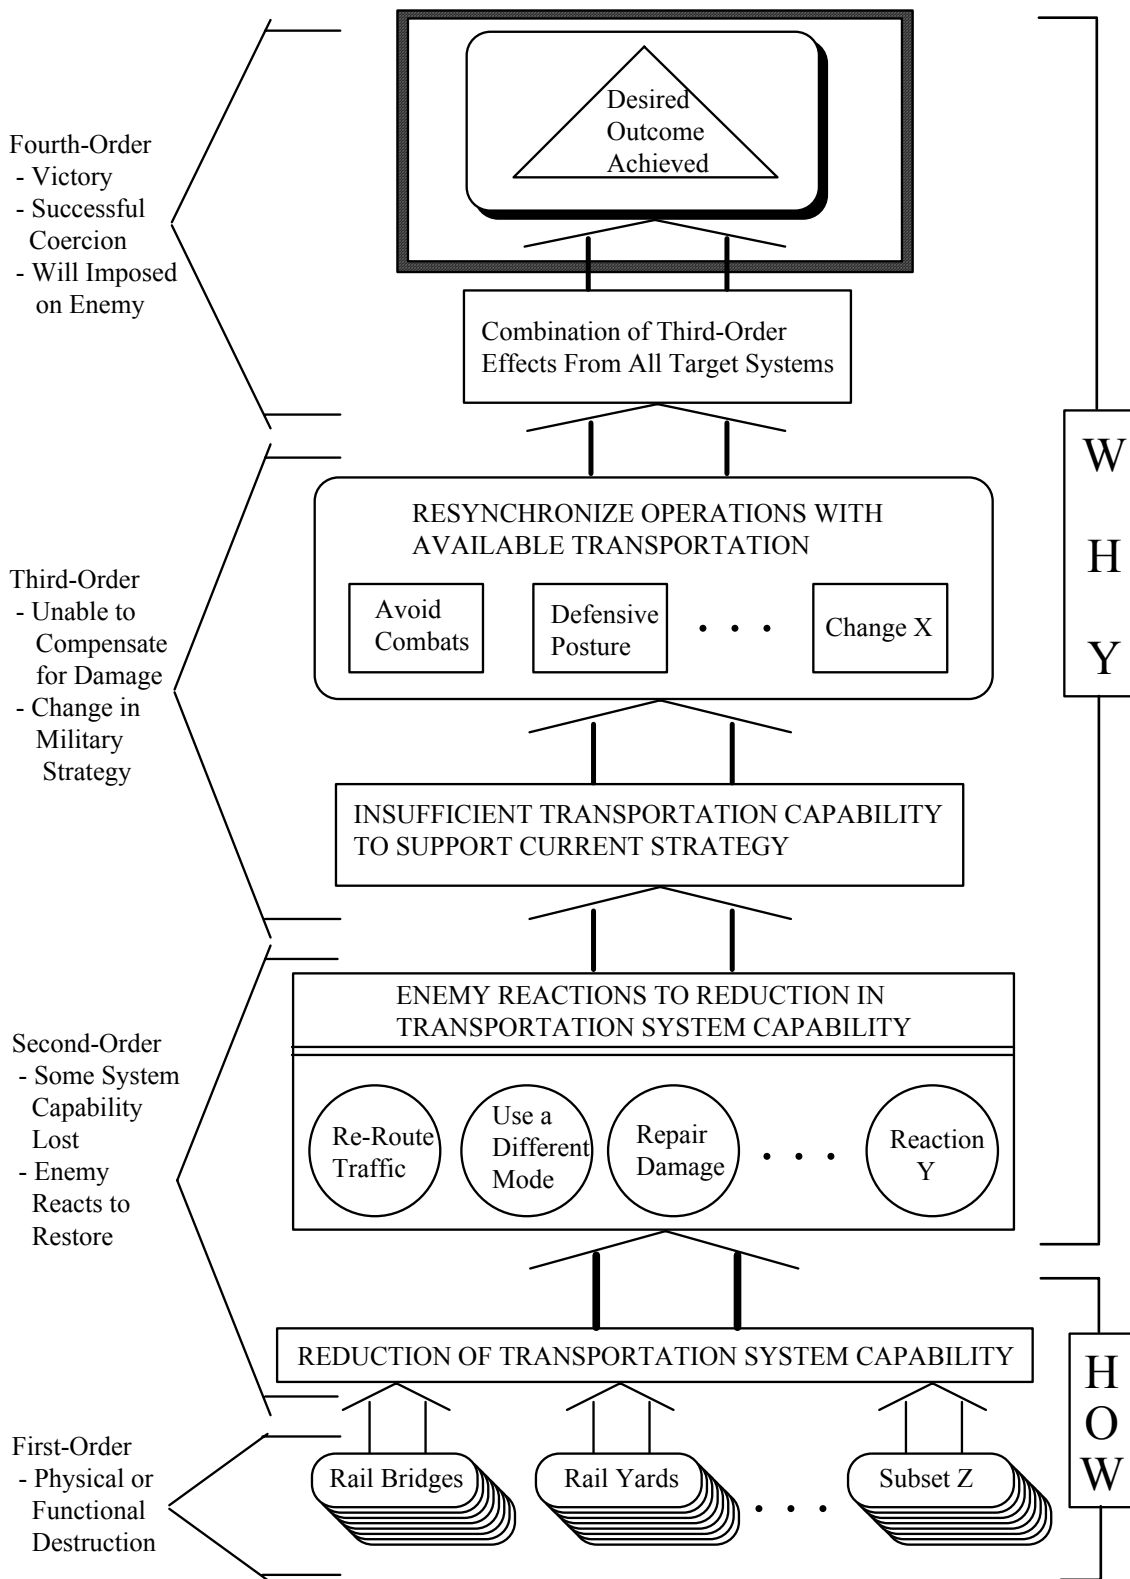 Desired
Outcome
Achieved
Fourth-Order
- Victory
- Successful
Coercion
- Will Imposed
on Enemy
Combination of Third-Order
Effects From All Target Systems
W
H
Y
RESYNCHRONIZE OPERATIONS WITH
AVAILABLE TRANSPORTATION
Avoid
Combats
Defensive
Posture
. . .
Change X
Third-Order
- Unable to
Compensate
for Damage
- Change in
Military
Strategy
INSUFFICIENT TRANSPORTATION CAPABILITY
TO SUPPORT CURRENT STRATEGY
ENEMY REACTIONS TO REDUCTION IN
TRANSPORTATION SYSTEM CAPABILITY
Second-Order
- Some System
Capability
Lost
- Enemy
Reacts to
Restore
Re-Route
Traffic
Use a
Different
Mode
Repair
Damage
. . .
Reaction
Y
REDUCTION OF TRANSPORTATION SYSTEM CAPABILITY
H
O
W
First-Order
- Physical or
Functional
Destruction
Rail Bridges
Rail Yards
. . .
Subset Z